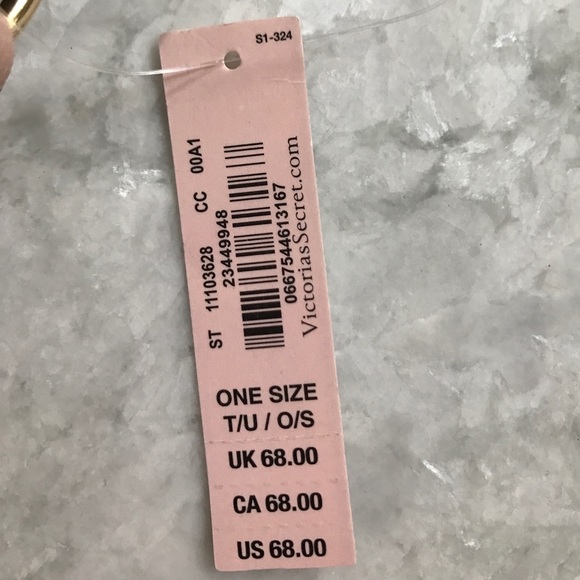 S1-324
ST 11103628 CC 00A1
23449948
0667544613167
VictoriasSecret.com
ONE SIZE
T/U / O/S
UK 68.00
CA 68.00
US 68.00